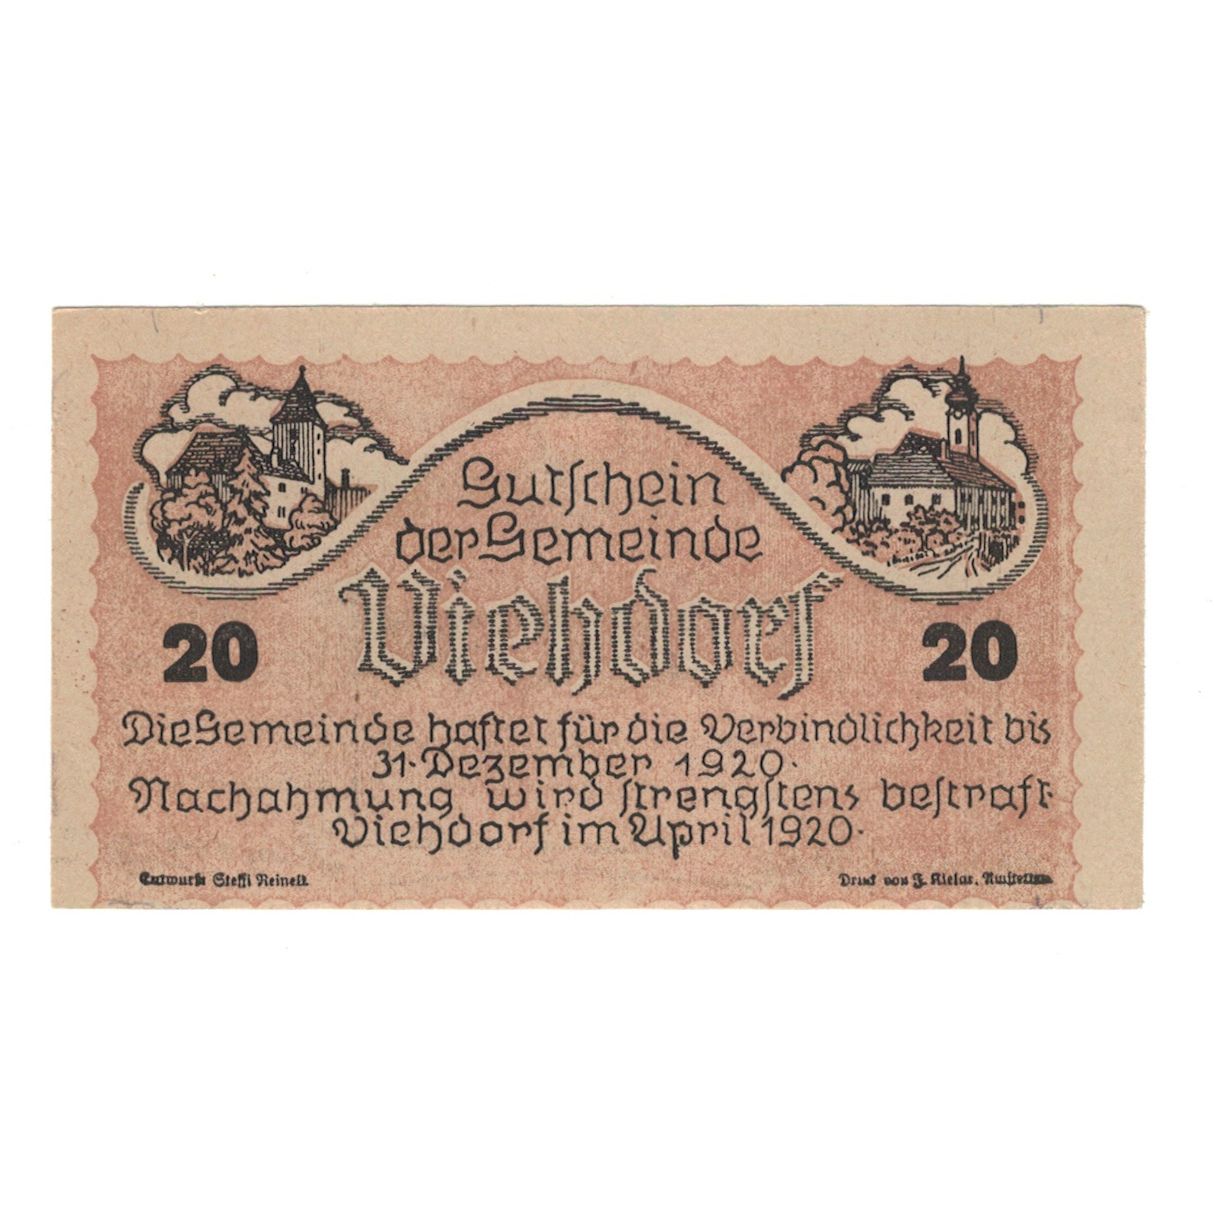 Gutschein
der Gemeinde
Viehdorf
20 20
Die Gemeinde haftet für die Verbindlichkeit bis
31. Dezember 1920.
Nachahmung wird strengstens bestraft.
Viehdorf im April 1920.
Entwurf: Steffi Reinelt. Druck von J. Kielar, Amstetten.